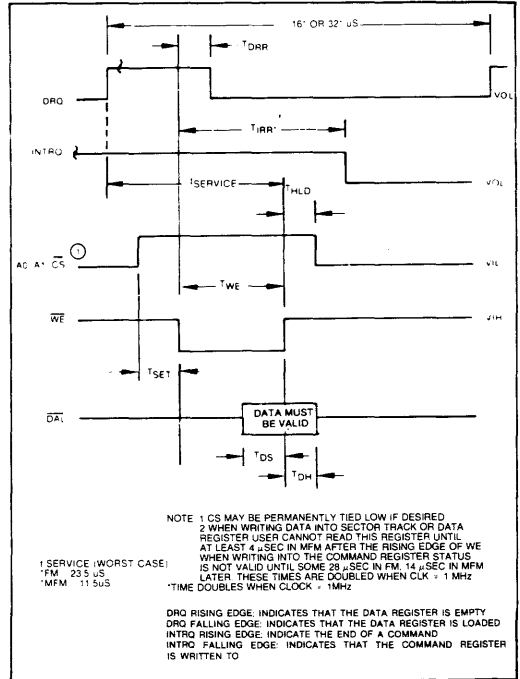 16* OR 32* uS
TDRR
DRQ
VOL
TIRR*
INTRQ
tSERVICE
VOL
THLD
1
A0 A1 CS
VIL
TWE
WE
VIH
TSET
DAL
DATA MUST
BE VALID
TDS
TDH
NOTE 1 CS MAY BE PERMANENTLY TIED LOW IF DESIRED
2 WHEN WRITING DATA INTO SECTOR TRACK OR DATA
REGISTER USER CANNOT READ THIS REGISTER UNTIL
AT LEAST 4 µSEC IN MFM AFTER THE RISING EDGE OF WE
WHEN WRITING INTO THE COMMAND REGISTER STATUS
IS NOT VALID UNTIL SOME 28 µSEC IN FM, 14 µSEC IN MFM
LATER. THESE TIMES ARE DOUBLED WHEN CLK = 1 MHz
t SERVICE (WORST CASE)
*FM 23 5 uS
*MFM 11.5uS
*TIME DOUBLES WHEN CLOCK = 1MHz
DRQ RISING EDGE: INDICATES THAT THE DATA REGISTER IS EMPTY
DRQ FALLING EDGE: INDICATES THAT THE DATA REGISTER IS LOADED
INTRQ RISING EDGE: INDICATE THE END OF A COMMAND
INTRQ FALLING EDGE: INDICATES THAT THE COMMAND REGISTER
IS WRITTEN TO